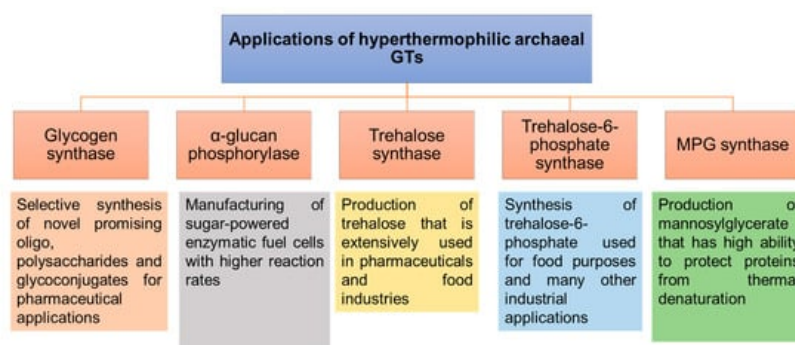 Applications of hyperthermophilic archaeal
GTs
Glycogen
synthase
α-glucan
phosphorylase
Trehalose synthase
Trehalose-6-
phosphate
synthase
MPG synthase
Selective synthesis
of novel promising
oligo,
polysaccharides and
glycoconjugates for
pharmaceutical
applications
Manufacturing of
sugar-powered
enzymatic fuel cells
with higher reaction
rates
Production of
trehalose that is
extensively used
in pharmaceuticals
and food
industries
Synthesis of
trehalose-6-
phosphate used
for food purposes
and many other
industrial
applications
Production of
mannosylglycerate
that has high ability
to protect proteins
from thermal
denaturation